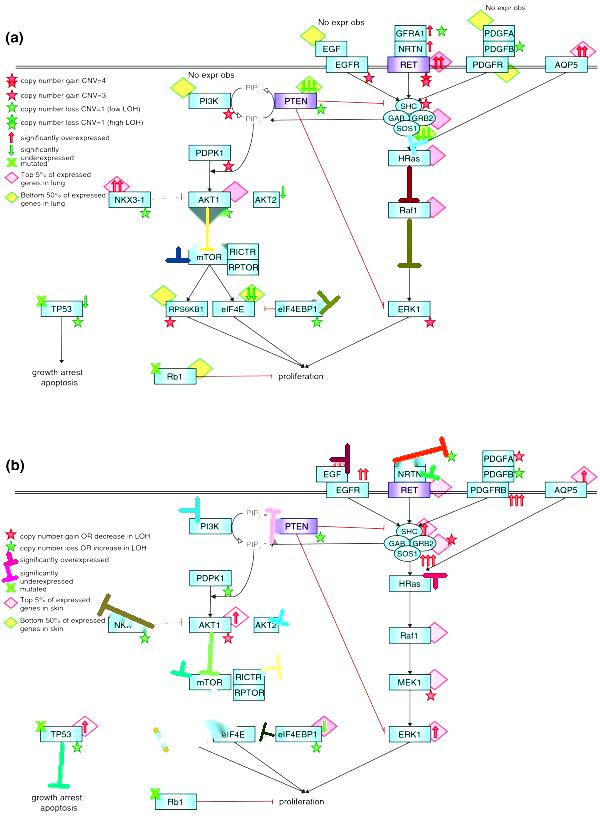 (a)
No expr obs
No expr obs
EGF
EGFR
GFRA1
NRTN
RET
PDGFA
PDGFB
PDGFR
AQP5
copy number gain CNV=4
copy number gain CNV=3
copy number loss CNV=1 (low LOH)
copy number loss CNV=1 (high LOH)
significantly overexpressed
significantly
underexpressed
mutated
Top 5% of expressed
genes in lung
Bottom 50% of expressed
genes in lung
No expr obs
PI3K
PIP
PIP
PTEN
SHC
GAB
GRB2
SOS1
HRas
PDPK1
NKX3-1
AKT1
AKT2
Raf1
mTOR
RICTR
RPTOR
TP53
RPS6KB1
eIF4E
eIF4EBP1
ERK1
growth arrest
apoptosis
Rb1
proliferation
(b)
EGF
EGFR
NRTN
RET
PDGFA
PDGFB
PDGFRB
AQP5
copy number gain OR decrease in LOH
copy number loss OR increase in LOH
significantly overexpressed
significantly
underexpressed
mutated
Top 5% of expressed
genes in skin
Bottom 50% of expressed
genes in skin
PI3K
PIP
PIP
PTEN
SHC
GAB
GRB2
SOS1
HRas
PDPK1
AKT1
AKT2
Raf1
mTOR
RICTR
RPTOR
MEK1
TP53
eIF4E
eIF4EBP1
ERK1
growth arrest
apoptosis
Rb1
proliferation